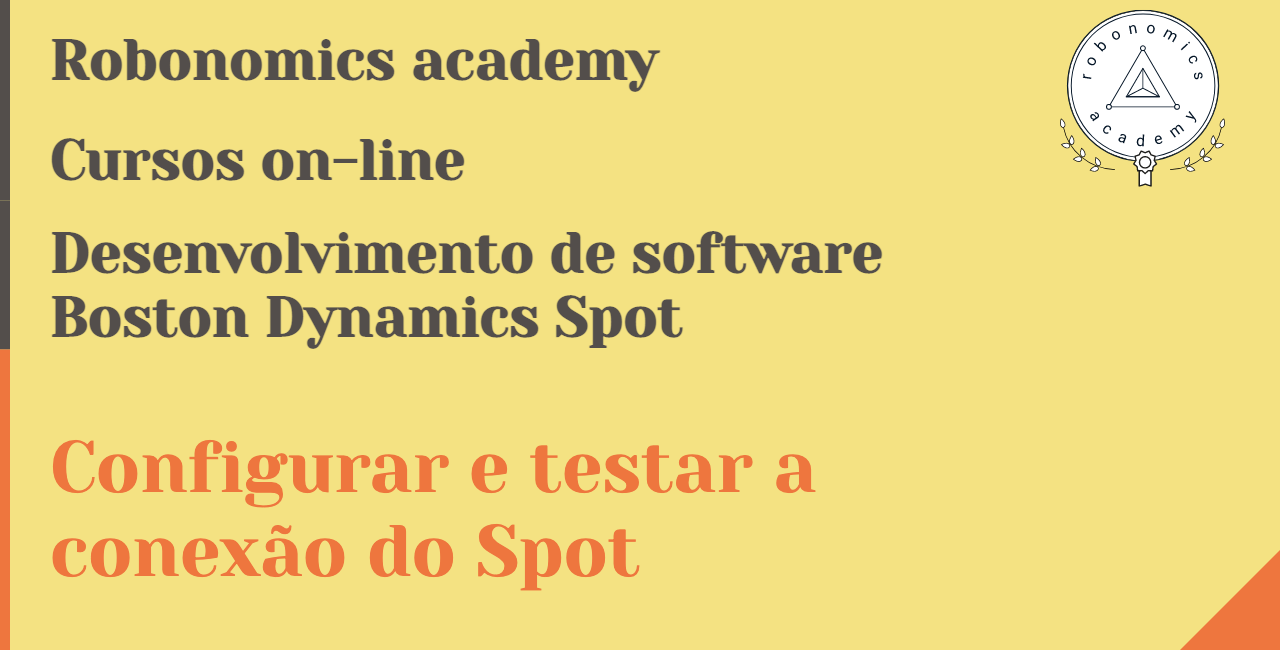 Robonomics academy
robonomics
academy
Cursos on-line
Desenvolvimento de software
Boston Dynamics Spot
Configurar e testar a
conexão do Spot